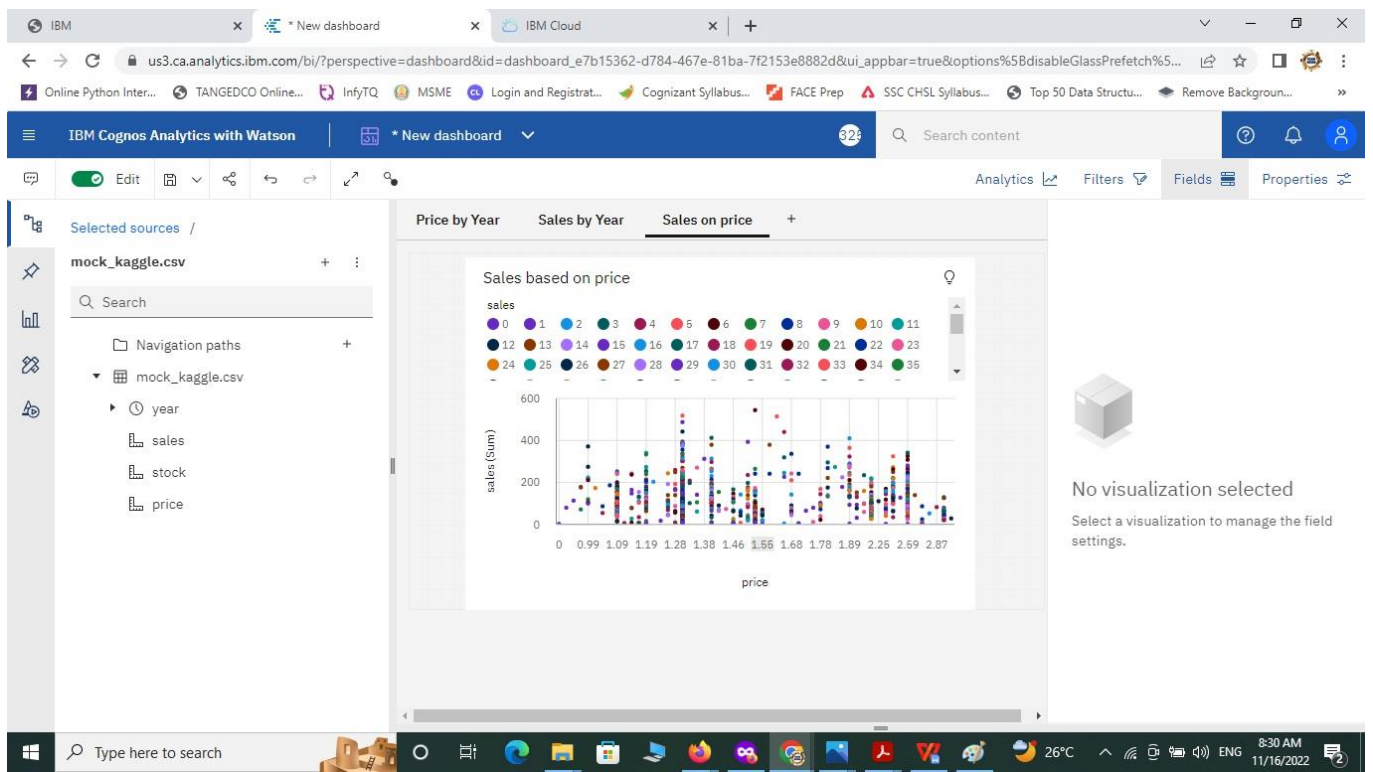 IBM
* New dashboard
IBM Cloud
us3.ca.analytics.ibm.com/bi/?perspective=dashboard&id=dashboard_e7b15362-d784-467e-81ba-7f2153e8882d&ui_appbar=true&options%5BdisableGlassPrefetch%5...
Online Python Inter... TANGEDCO Online... InfyTQ MSME Login and Registrat... Cognizant Syllabus... FACE Prep SSC CHSL Syllabus... Top 50 Data Structu... Remove Backgroun... »
IBM Cognos Analytics with Watson * New dashboard Search content
Edit Analytics Filters Fields Properties
Selected sources /
mock_kaggle.csv
Search
Navigation paths
mock_kaggle.csv
year
sales
stock
price
Price by Year Sales by Year Sales on price +
Sales based on price
sales
0 1 2 3 4 5 6 7 8 9 10 11
12 13 14 15 16 17 18 19 20 21 22 23
24 25 26 27 28 29 30 31 32 33 34 35
600
400
200
0
sales (Sum)
0 0.99 1.09 1.19 1.28 1.38 1.46 1.55 1.68 1.78 1.89 2.25 2.59 2.87
price
No visualization selected
Select a visualization to manage the field
settings.
Type here to search
26°C ENG 8:30 AM
11/16/2022
2